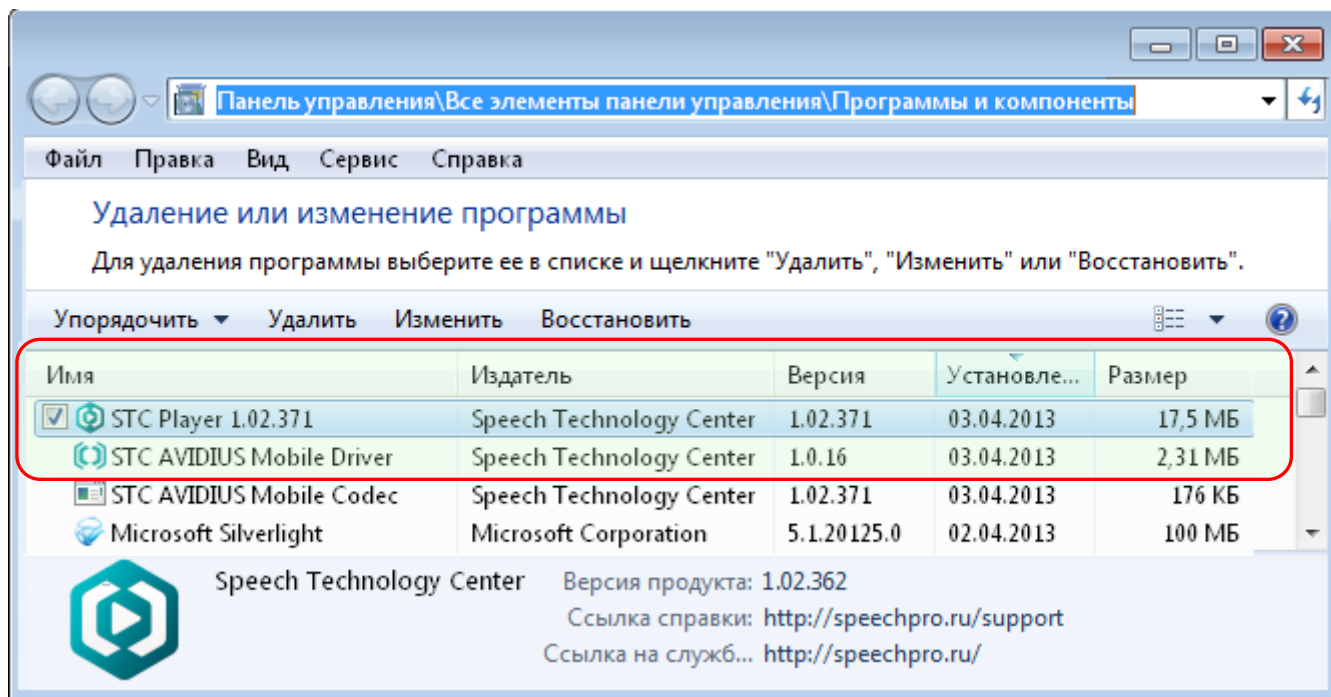 Панель управления\Все элементы панели управления\Программы и компоненты
Файл Правка Вид Сервис Справка
Удаление или изменение программы
Для удаления программы выберите ее в списке и щелкните "Удалить", "Изменить" или "Восстановить".
Упорядочить Удалить Изменить Восстановить
Имя Издатель Версия Установле... Размер
STC Player 1.02.371 Speech Technology Center 1.02.371 03.04.2013 17,5 МБ
STC AVIDIUS Mobile Driver Speech Technology Center 1.0.16 03.04.2013 2,31 МБ
STC AVIDIUS Mobile Codec Speech Technology Center 1.02.371 03.04.2013 176 КБ
Microsoft Silverlight Microsoft Corporation 5.1.20125.0 02.04.2013 100 МБ
Speech Technology Center Версия продукта: 1.02.362
Ссылка справки: http://speechpro.ru/support
Ссылка на служб... http://speechpro.ru/